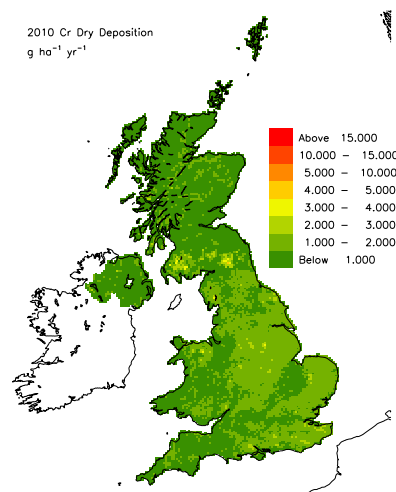 2010 Cr Dry Deposition
g ha⁻¹ yr⁻¹
Above 15.000
10.000 – 15.000
5.000 – 10.000
4.000 – 5.000
3.000 – 4.000
2.000 – 3.000
1.000 – 2.000
Below 1.000